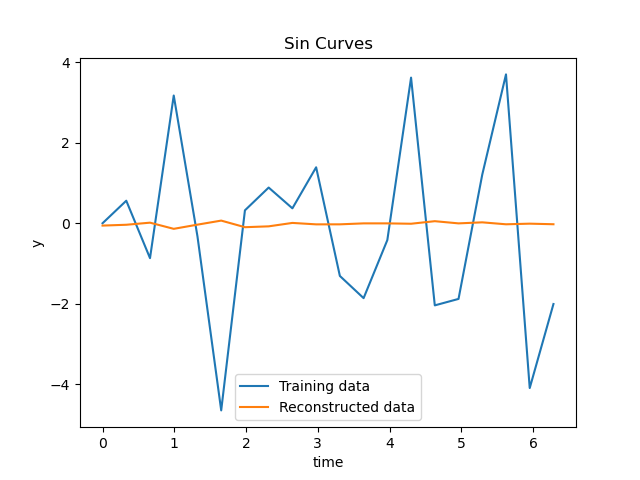 Sin Curves
4
2
0
−2
−4
y
0
1
2
3
4
5
6
time
Training data
Reconstructed data